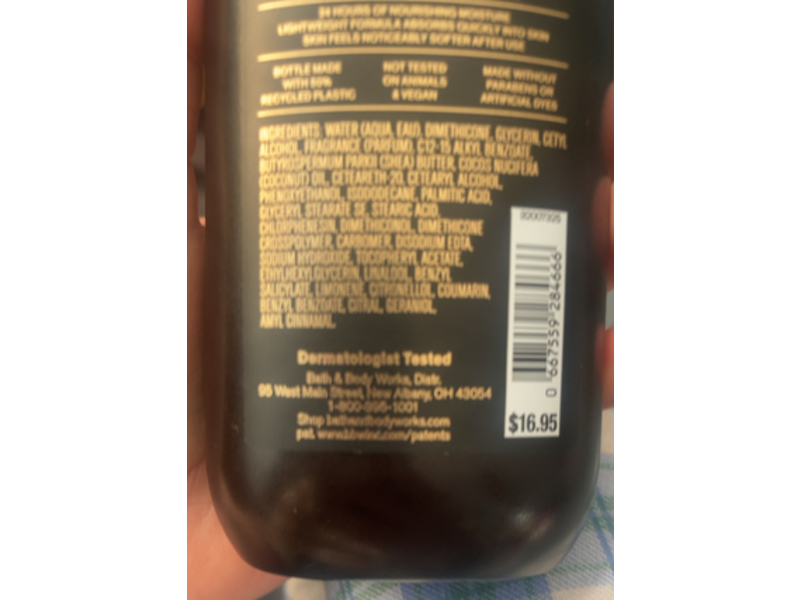 24 HOURS OF NOURISHING MOISTURE
LIGHTWEIGHT FORMULA ABSORBS QUICKLY INTO SKIN
SKIN FEELS NOTICEABLY SOFTER AFTER USE
BOTTLE MADE
WITH 50%
RECYCLED PLASTIC
NOT TESTED
ON ANIMALS
& VEGAN
MADE WITHOUT
PARABENS OR
ARTIFICIAL DYES
INGREDIENTS: WATER (AQUA, EAU), DIMETHICONE, GLYCERIN, CETYL
ALCOHOL, FRAGRANCE (PARFUM), C12-15 ALKYL BENZOATE,
BUTYROSPERMUM PARKII (SHEA) BUTTER, COCOS NUCIFERA
(COCONUT) OIL, CETEARETH-20, CETEARYL ALCOHOL,
PHENOXYETHANOL, ISODODECANE, PALMITIC ACID,
GLYCERYL STEARATE SE, STEARIC ACID,
CHLORPHENESIN, DIMETHICONOL, DIMETHICONE
CROSSPOLYMER, CARBOMER, DISODIUM EDTA,
SODIUM HYDROXIDE, TOCOPHERYL ACETATE,
ETHYLHEXYLGLYCERIN, LINALOOL, BENZYL
SALICYLATE, LIMONENE, CITRONELLOL, COUMARIN,
BENZYL BENZOATE, CITRAL, GERANIOL,
AMYL CINNAMAL.
Dermatologist Tested
Bath & Body Works, Distr.
95 West Main Street, New Albany, OH 43054
1-800-395-1001
Shop bathandbodyworks.com
pat. www.bbwinc.com/patents
0 667559 284666
$16.95